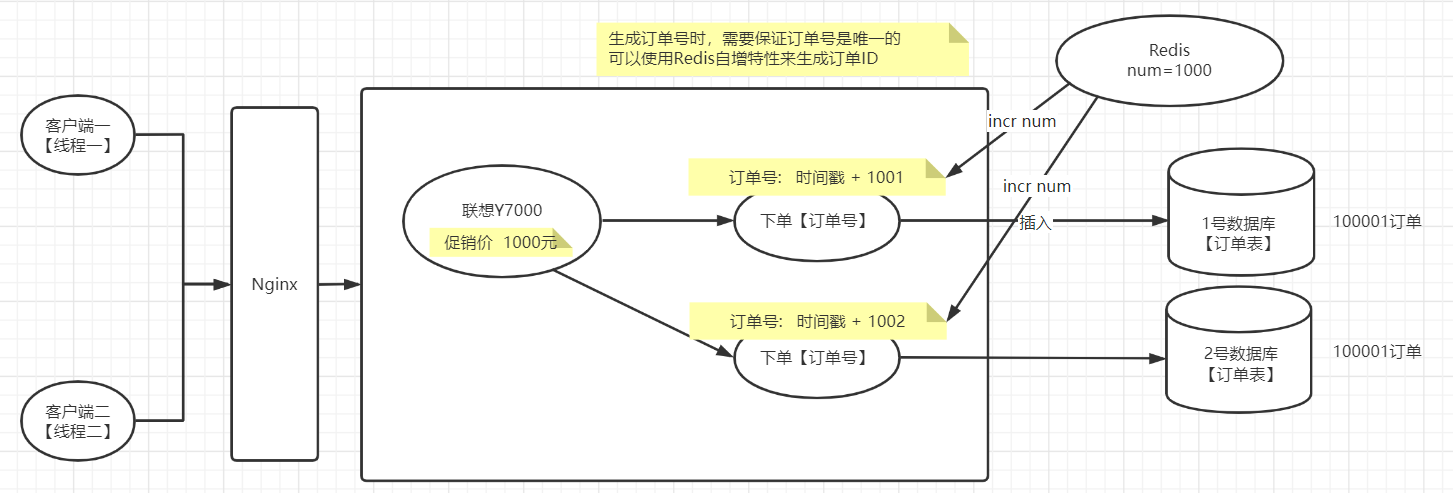 生成订单号时，需要保证订单号是唯一的
可以使用Redis自增特性来生成订单ID
Redis
num=1000
客户端一
【线程一】
incr num
订单号： 时间戳 + 1001
incr num
联想Y7000
促销价 1000元
下单【订单号】
插入
1号数据库
【订单表】
100001订单
Nginx
订单号： 时间戳 + 1002
下单【订单号】
2号数据库
【订单表】
100001订单
客户端二
【线程二】